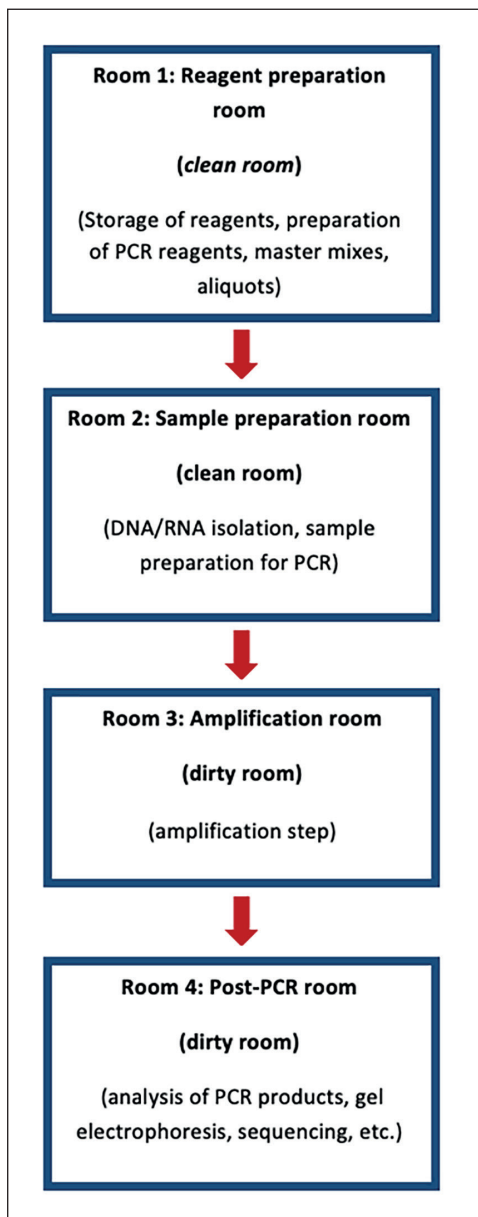 Room 1: Reagent preparation
room
(clean room)
(Storage of reagents, preparation
of PCR reagents, master mixes,
aliquots)
Room 2: Sample preparation room
(clean room)
(DNA/RNA isolation, sample
preparation for PCR)
Room 3: Amplification room
(dirty room)
(amplification step)
Room 4: Post-PCR room
(dirty room)
(analysis of PCR products, gel
electrophoresis, sequencing, etc.)